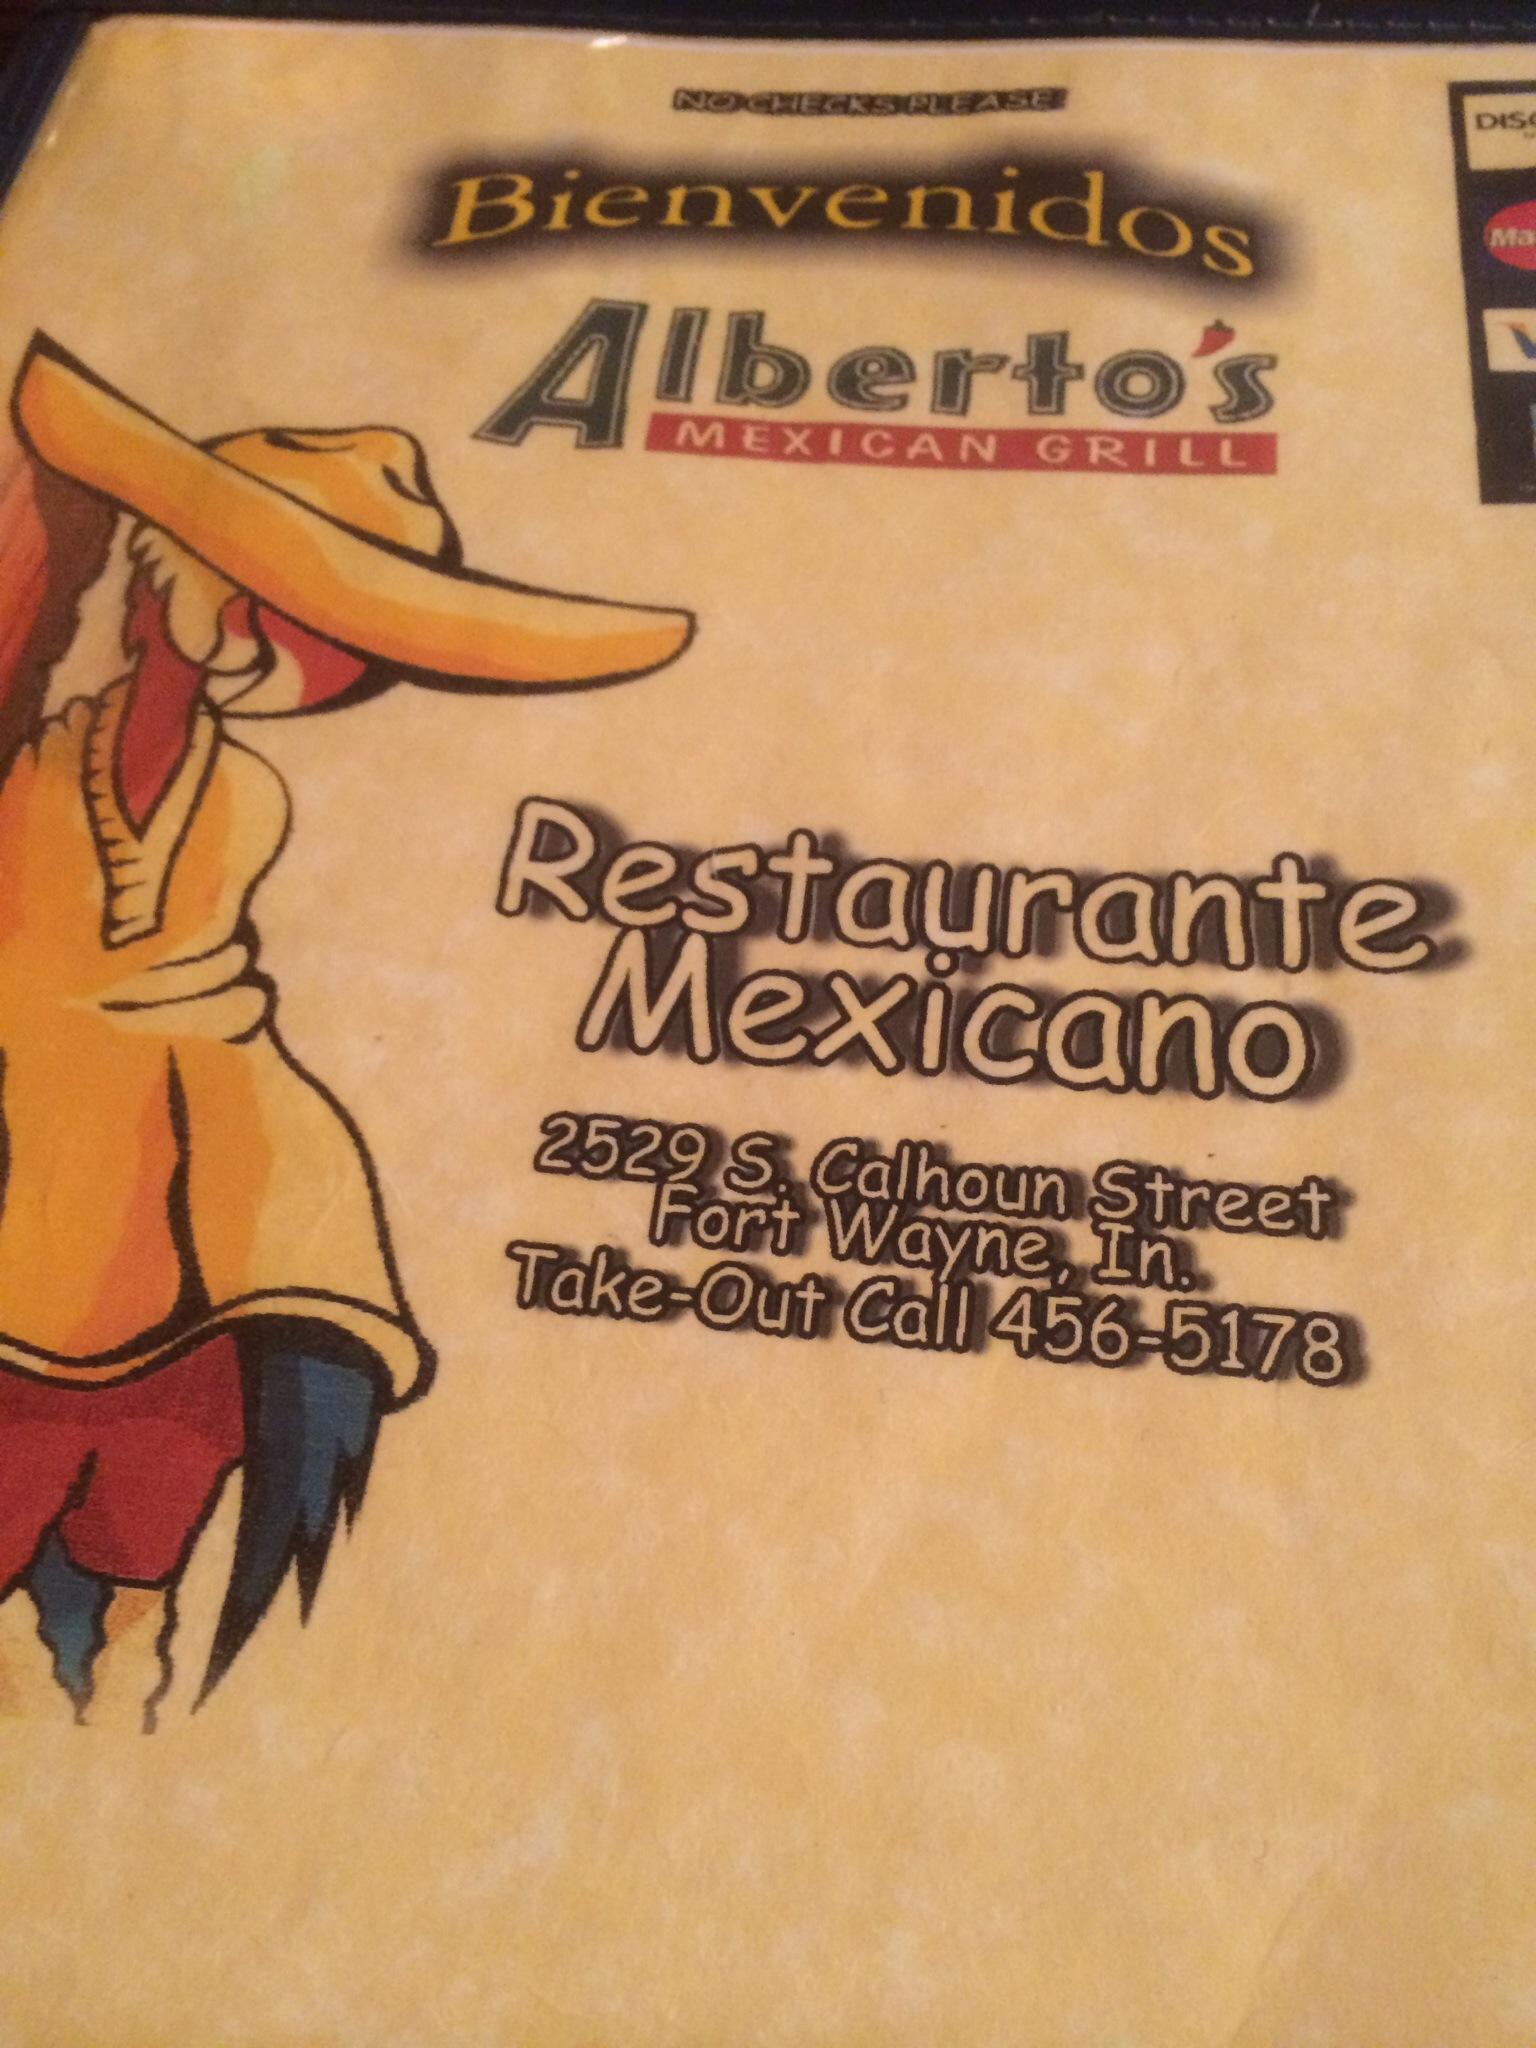 NO CHECKS PLEASE
Bienvenidos
Alberto's
MEXICAN GRILL
Restaurante
Mexicano
2529 S. Calhoun Street
Fort Wayne, In.
Take-Out Call 456-5178